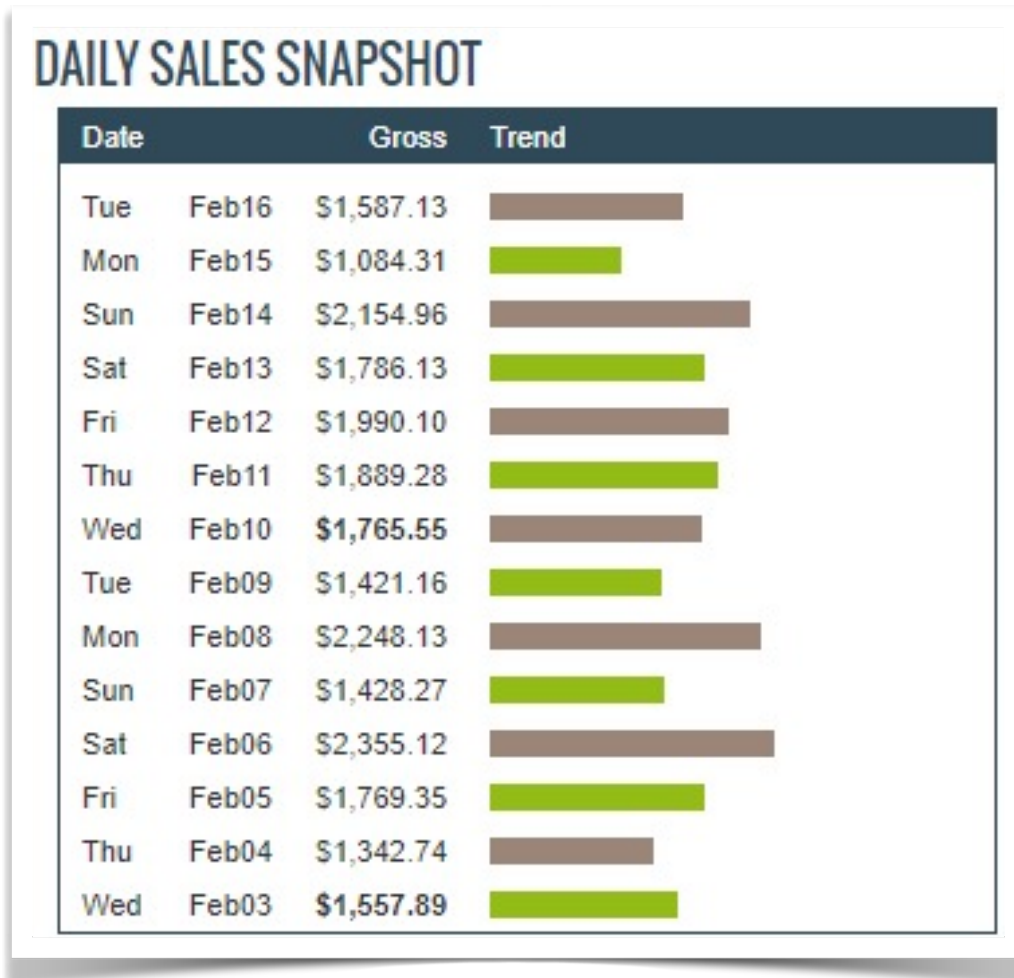 DAILY SALES SNAPSHOT
Date Gross Trend
Tue Feb16 $1,587.13
Mon Feb15 $1,084.31
Sun Feb14 $2,154.96
Sat Feb13 $1,786.13
Fri Feb12 $1,990.10
Thu Feb11 $1,889.28
Wed Feb10 $1,765.55
Tue Feb09 $1,421.16
Mon Feb08 $2,248.13
Sun Feb07 $1,428.27
Sat Feb06 $2,355.12
Fri Feb05 $1,769.35
Thu Feb04 $1,342.74
Wed Feb03 $1,557.89